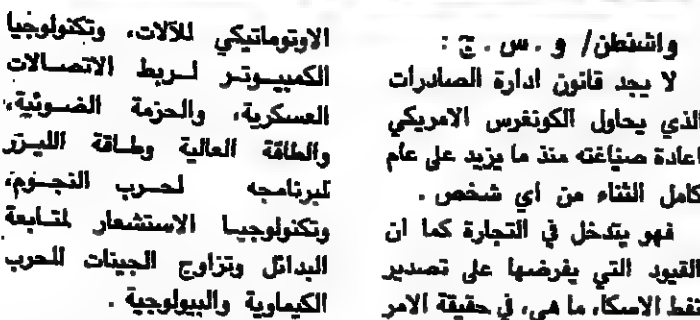 واشنطن/ و . س . ج :
لا يجد قانون ادارة الصادرات
الذي يحاول الكونغرس الامريكي
اعادة صياغته منذ ما يزيد على عام
كامل الثناء من اي شخص .
فهو يتدخل في التجارة كما ان
القيود التي يفرضها على تصدير
نفط الاسكا، ما هي، في حقيقة الامر
الاوتوماتيكي للآلات، وتكنولوجيا
الكمبيوتر لربط الاتصالات
العسكرية، والحزمة الضوئية،
والطاقة العالية وطاقة الليزر
لبرنامجه لحرب النجوم،
وتكنولوجيا الاستشعار لمتابعة
البدائل وتزاوج الجينات للحرب
الكيماوية والبيولوجية .